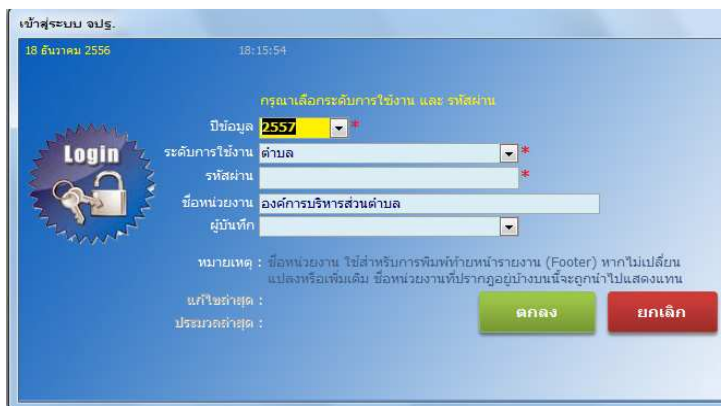 เข้าสู่ระบบ จปฐ.
18 ธันวาคม 2556 18:15:54
กรุณาเลือกระดับการใช้งาน และ รหัสผ่าน
ปีข้อมูล 2557 *
Login
ระดับการใช้งาน ตำบล *
รหัสผ่าน *
ชื่อหน่วยงาน องค์การบริหารส่วนตำบล
ผู้บันทึก
หมายเหตุ : ชื่อหน่วยงาน ใช้สำหรับการพิมพ์ท้ายหน้ารายงาน (Footer) หากไม่เปลี่ยน
แปลงหรือเพิ่มเติม ชื่อหน่วยงานที่ปรากฏอยู่บ้างบนนี้จะถูกนำไปแสดงแทน
แก้ไขล่าสุด :
ประมวลล่าสุด :
ตกลง ยกเลิก